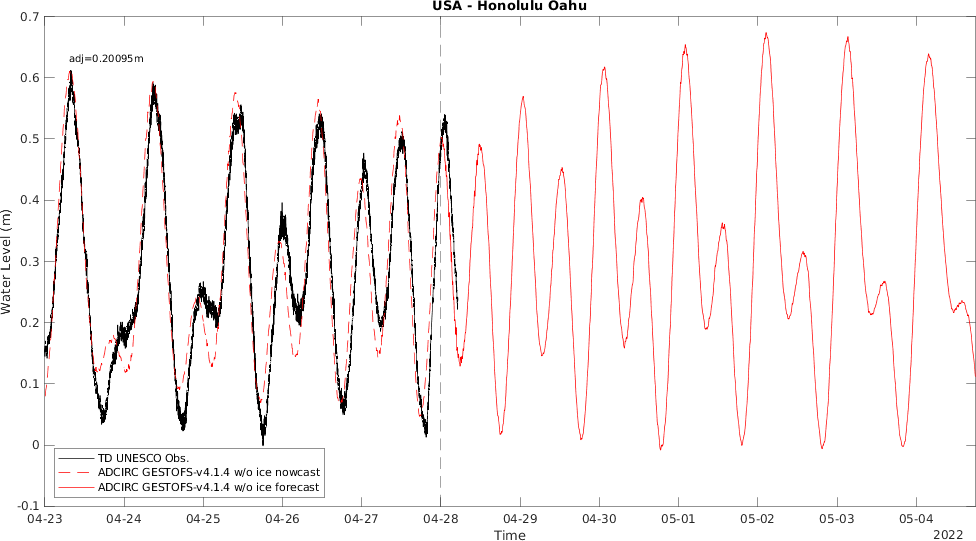 USA - Honolulu Oahu
adj=0.20095m
0.7
0.6
0.5
0.4
0.3
0.2
0.1
0
-0.1
Water Level (m)
TD UNESCO Obs.
ADCIRC GESTOFS-v4.1.4 w/o ice nowcast
ADCIRC GESTOFS-v4.1.4 w/o ice forecast
04-23 04-24 04-25 04-26 04-27 04-28 04-29 04-30 05-01 05-02 05-03 05-04
Time
2022